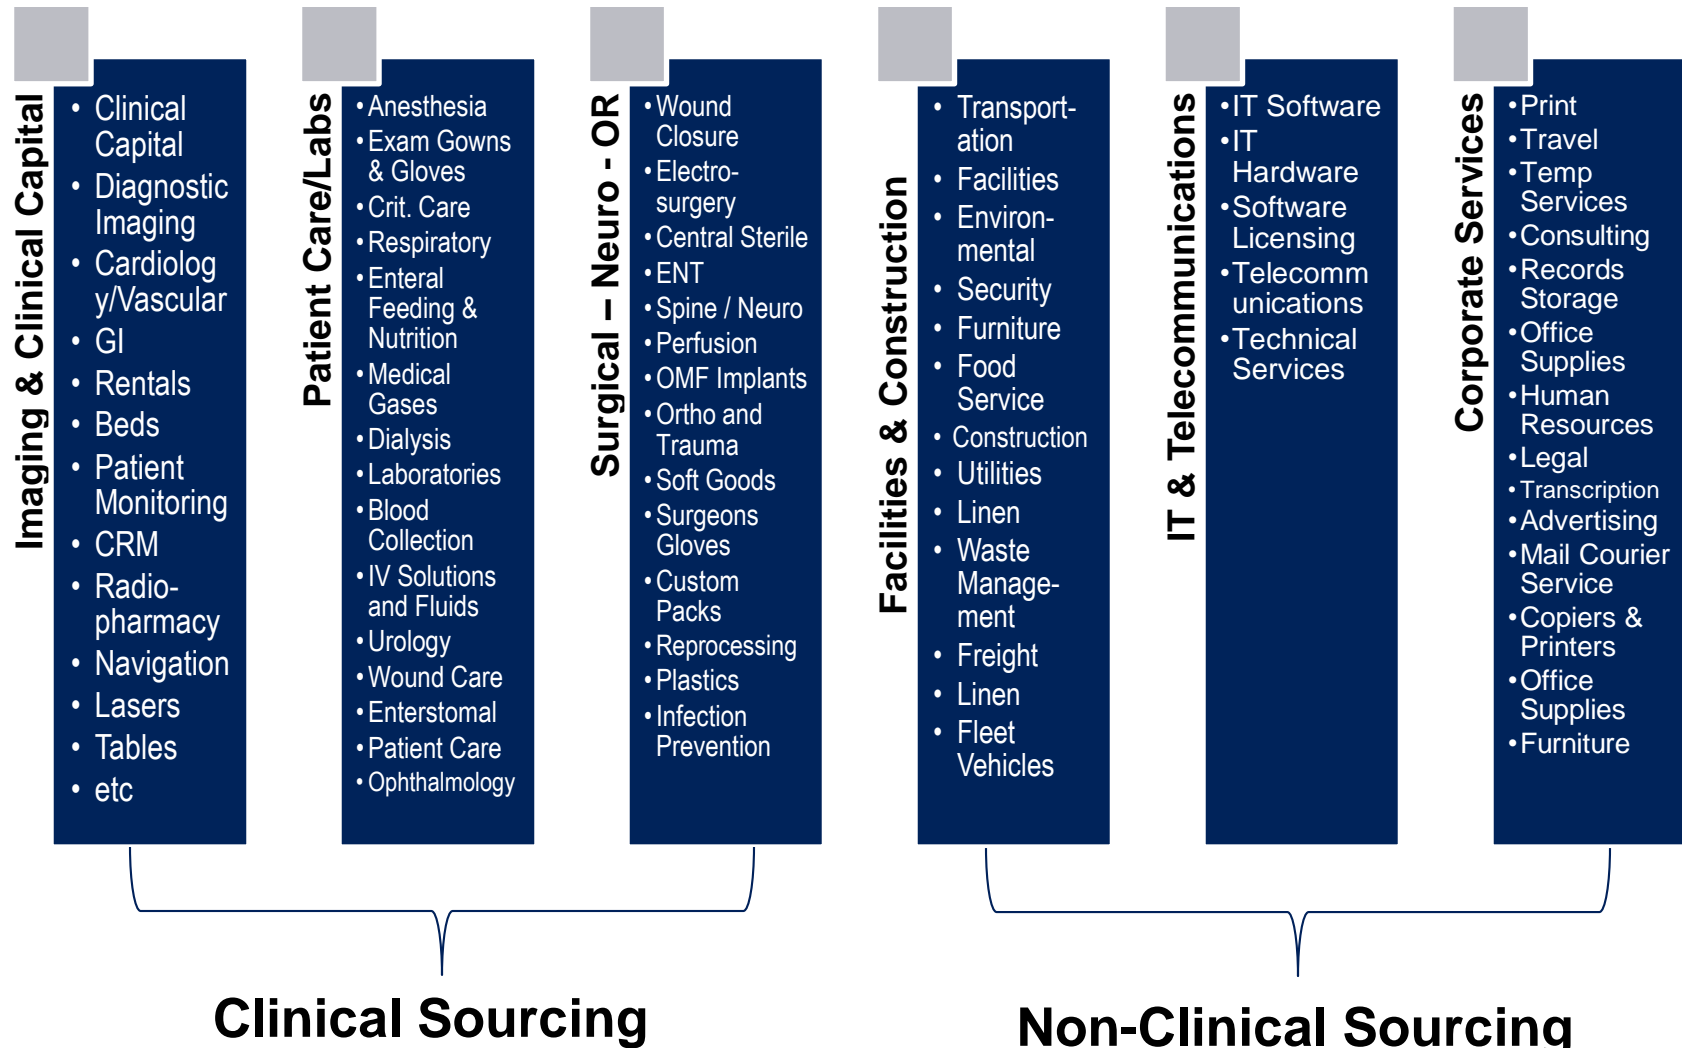 Imaging & Clinical Capital
• Clinical
Capital
• Diagnostic
Imaging
• Cardiolog
y/Vascular
• GI
• Rentals
• Beds
• Patient
Monitoring
• CRM
• Radio-
pharmacy
• Navigation
• Lasers
• Tables
• etc
Patient Care/Labs
• Anesthesia
• Exam Gowns
& Gloves
• Crit. Care
• Respiratory
• Enteral
Feeding &
Nutrition
• Medical
Gases
• Dialysis
• Laboratories
• Blood
Collection
• IV Solutions
and Fluids
• Urology
• Wound Care
• Enterstomal
• Patient Care
• Ophthalmology
Surgical – Neuro - OR
• Wound
Closure
• Electro-
surgery
• Central Sterile
• ENT
• Spine / Neuro
• Perfusion
• OMF Implants
• Ortho and
Trauma
• Soft Goods
• Surgeons
Gloves
• Custom
Packs
• Reprocessing
• Plastics
• Infection
Prevention
Facilities & Construction
• Transport-
ation
• Facilities
• Environ-
mental
• Security
• Furniture
• Food
Service
• Construction
• Utilities
• Linen
• Waste
Manage-
ment
• Freight
• Linen
• Fleet
Vehicles
IT & Telecommunications
• IT Software
• IT
Hardware
• Software
Licensing
• Telecomm
unications
• Technical
Services
Corporate Services
• Print
• Travel
• Temp
Services
• Consulting
• Records
Storage
• Office
Supplies
• Human
Resources
• Legal
• Transcription
• Advertising
• Mail Courier
Service
• Copiers &
Printers
• Office
Supplies
• Furniture
Clinical Sourcing
Non-Clinical Sourcing